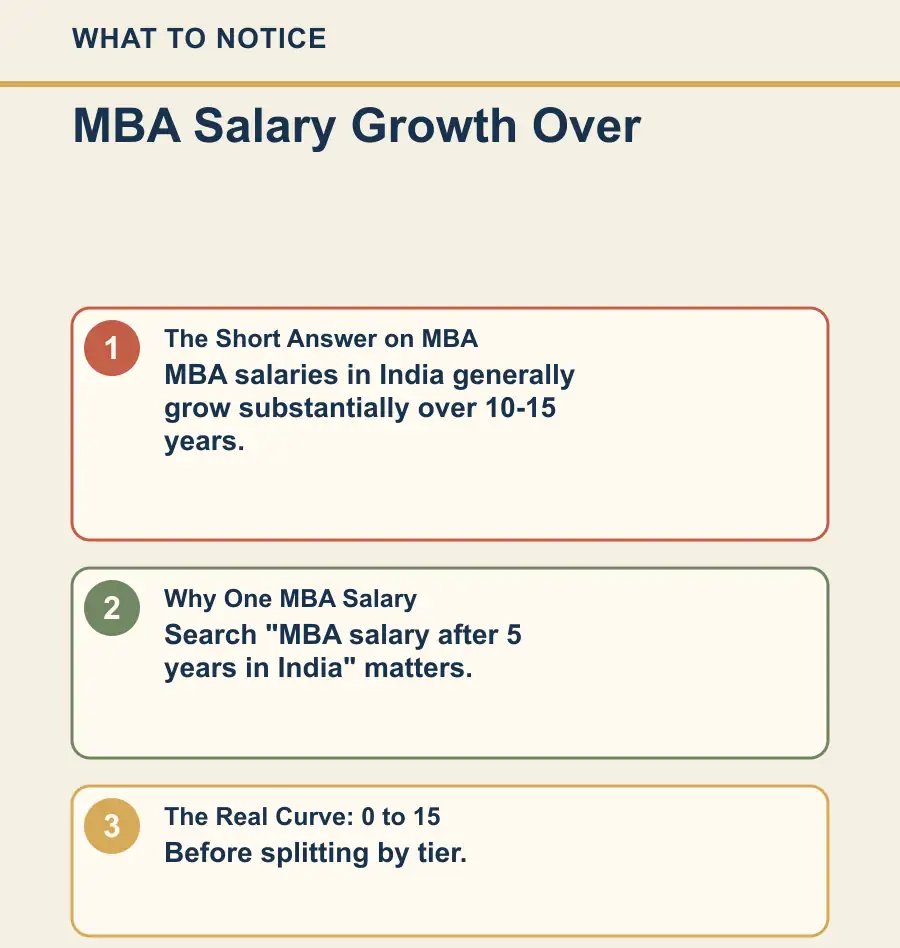 WHAT TO NOTICE
MBA Salary Growth Over
1
The Short Answer on MBA
MBA salaries in India generally
grow substantially over 10-15
years.
2
Why One MBA Salary
Search "MBA salary after 5
years in India" matters.
3
The Real Curve: 0 to 15
Before splitting by tier.